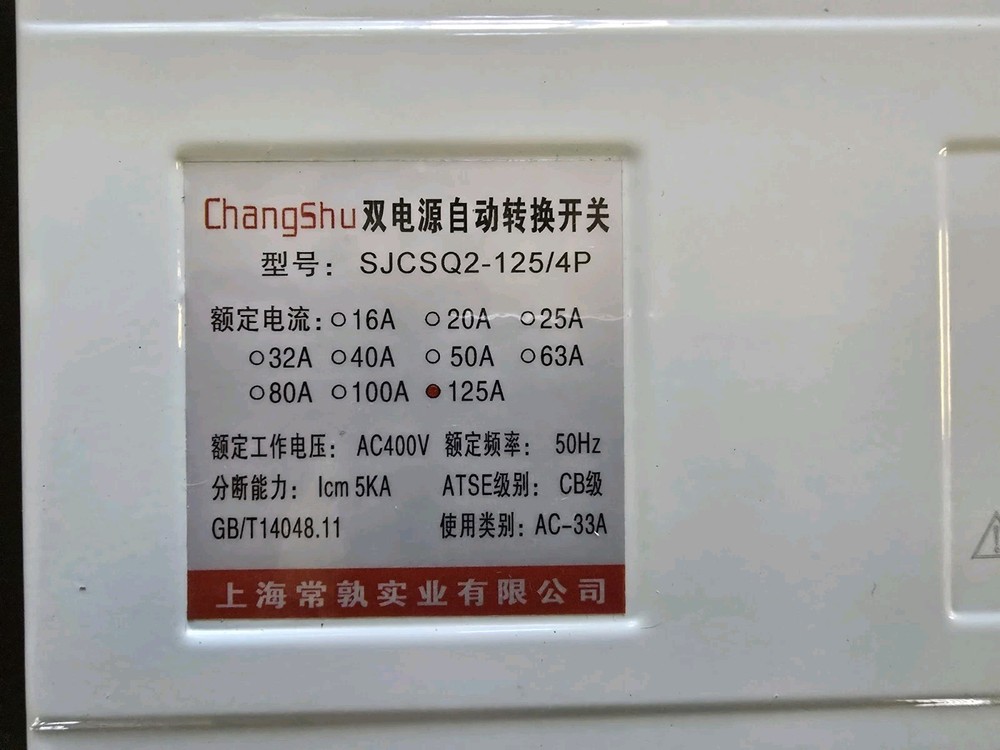 ChangShu双电源自动转换开关
型号： SJCSQ2-125/4P
额定电流：○16A ○20A ○25A
○32A ○40A ○50A ○63A
○80A ○100A ●125A
额定工作电压： AC400V 额定频率： 50Hz
分断能力： Icm 5KA ATSE级别： CB级
GB/T14048.11 使用类别：AC-33A
上海常孰实业有限公司